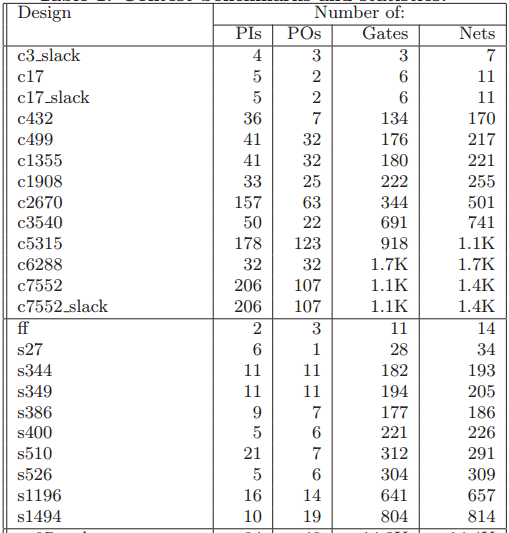 Design Number of:
PIs POs Gates Nets
c3_slack 4 3 3 7
c17 5 2 6 11
c17_slack 5 2 6 11
c432 36 7 134 170
c499 41 32 176 217
c1355 41 32 180 221
c1908 33 25 222 255
c2670 157 63 344 501
c3540 50 22 691 741
c5315 178 123 918 1.1K
c6288 32 32 1.7K 1.7K
c7552 206 107 1.1K 1.4K
c7552_slack 206 107 1.1K 1.4K
ff 2 3 11 14
s27 6 1 28 34
s344 11 11 182 193
s349 11 11 194 205
s386 9 7 177 186
s400 5 6 221 226
s510 21 7 312 291
s526 5 6 304 309
s1196 16 14 641 657
s1494 10 19 804 814